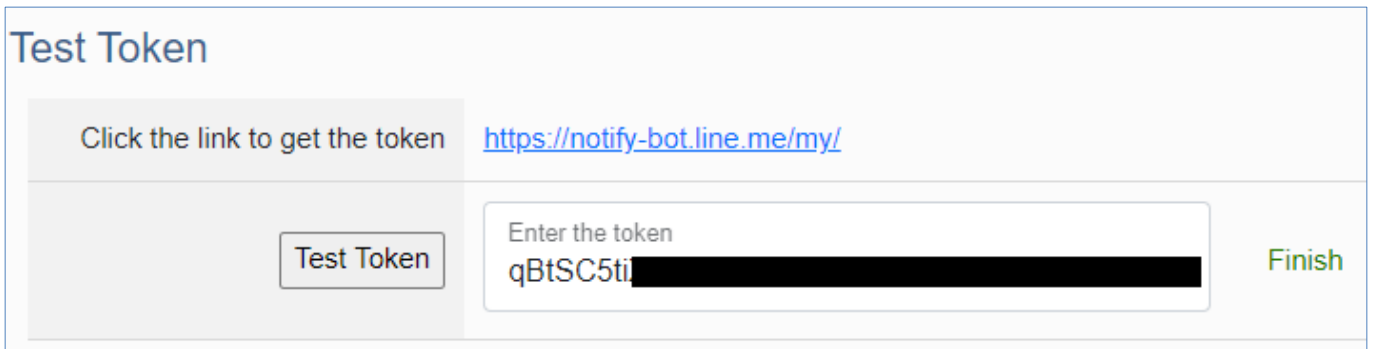 Test Token
Click the link to get the token https://notify-bot.line.me/my/
Enter the token
Test Token qBtSC5ti Finish